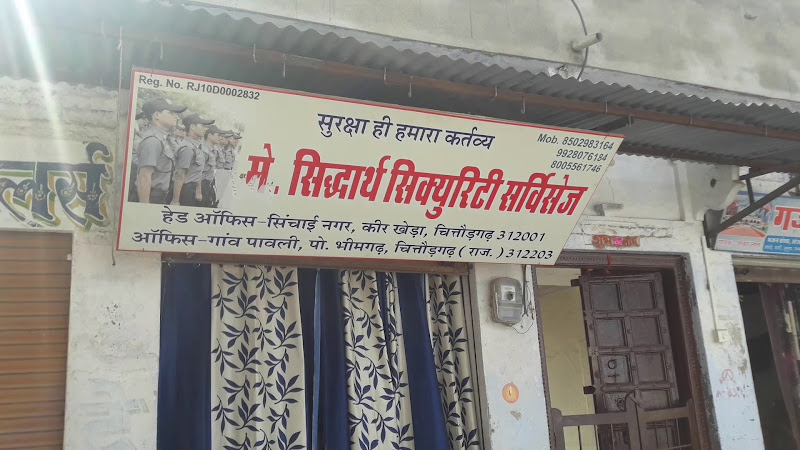 Reg. No. RJ10D0002832
सुरक्षा ही हमारा कर्तव्य
Mob. 8502983164
9928076184
8005561746
मे. सिद्धार्थ सिक्युरिटी सर्विसेज
हेड ऑफिस-सिंचाई नगर, कीर खेड़ा, चित्तौड़गढ़ 312001
ऑफिस-गांव पावली, पो. भीमगढ़, चित्तौड़गढ़ ( राज. ) 312203